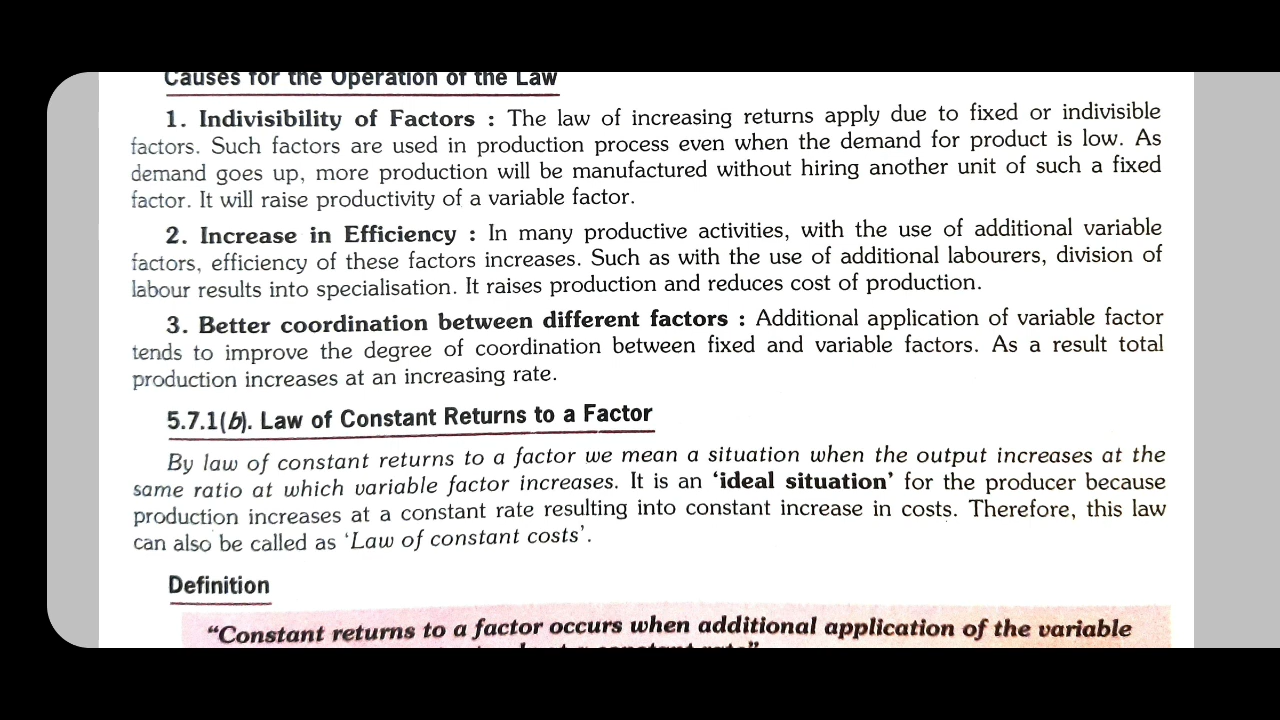 Causes for the Operation of the Law
1. Indivisibility of Factors : The law of increasing returns apply due to fixed or indivisible
factors. Such factors are used in production process even when the demand for product is low. As
demand goes up, more production will be manufactured without hiring another unit of such a fixed
factor. It will raise productivity of a variable factor.
2. Increase in Efficiency : In many productive activities, with the use of additional variable
factors, efficiency of these factors increases. Such as with the use of additional labourers, division of
labour results into specialisation. It raises production and reduces cost of production.
3. Better coordination between different factors : Additional application of variable factor
tends to improve the degree of coordination between fixed and variable factors. As a result total
production increases at an increasing rate.
5.7.1(b). Law of Constant Returns to a Factor
By law of constant returns to a factor we mean a situation when the output increases at the
same ratio at which variable factor increases. It is an ‘ideal situation’ for the producer because
production increases at a constant rate resulting into constant increase in costs. Therefore, this law
can also be called as ‘Law of constant costs’.
Definition
“Constant returns to a factor occurs when additional application of the variable
a constant rate”